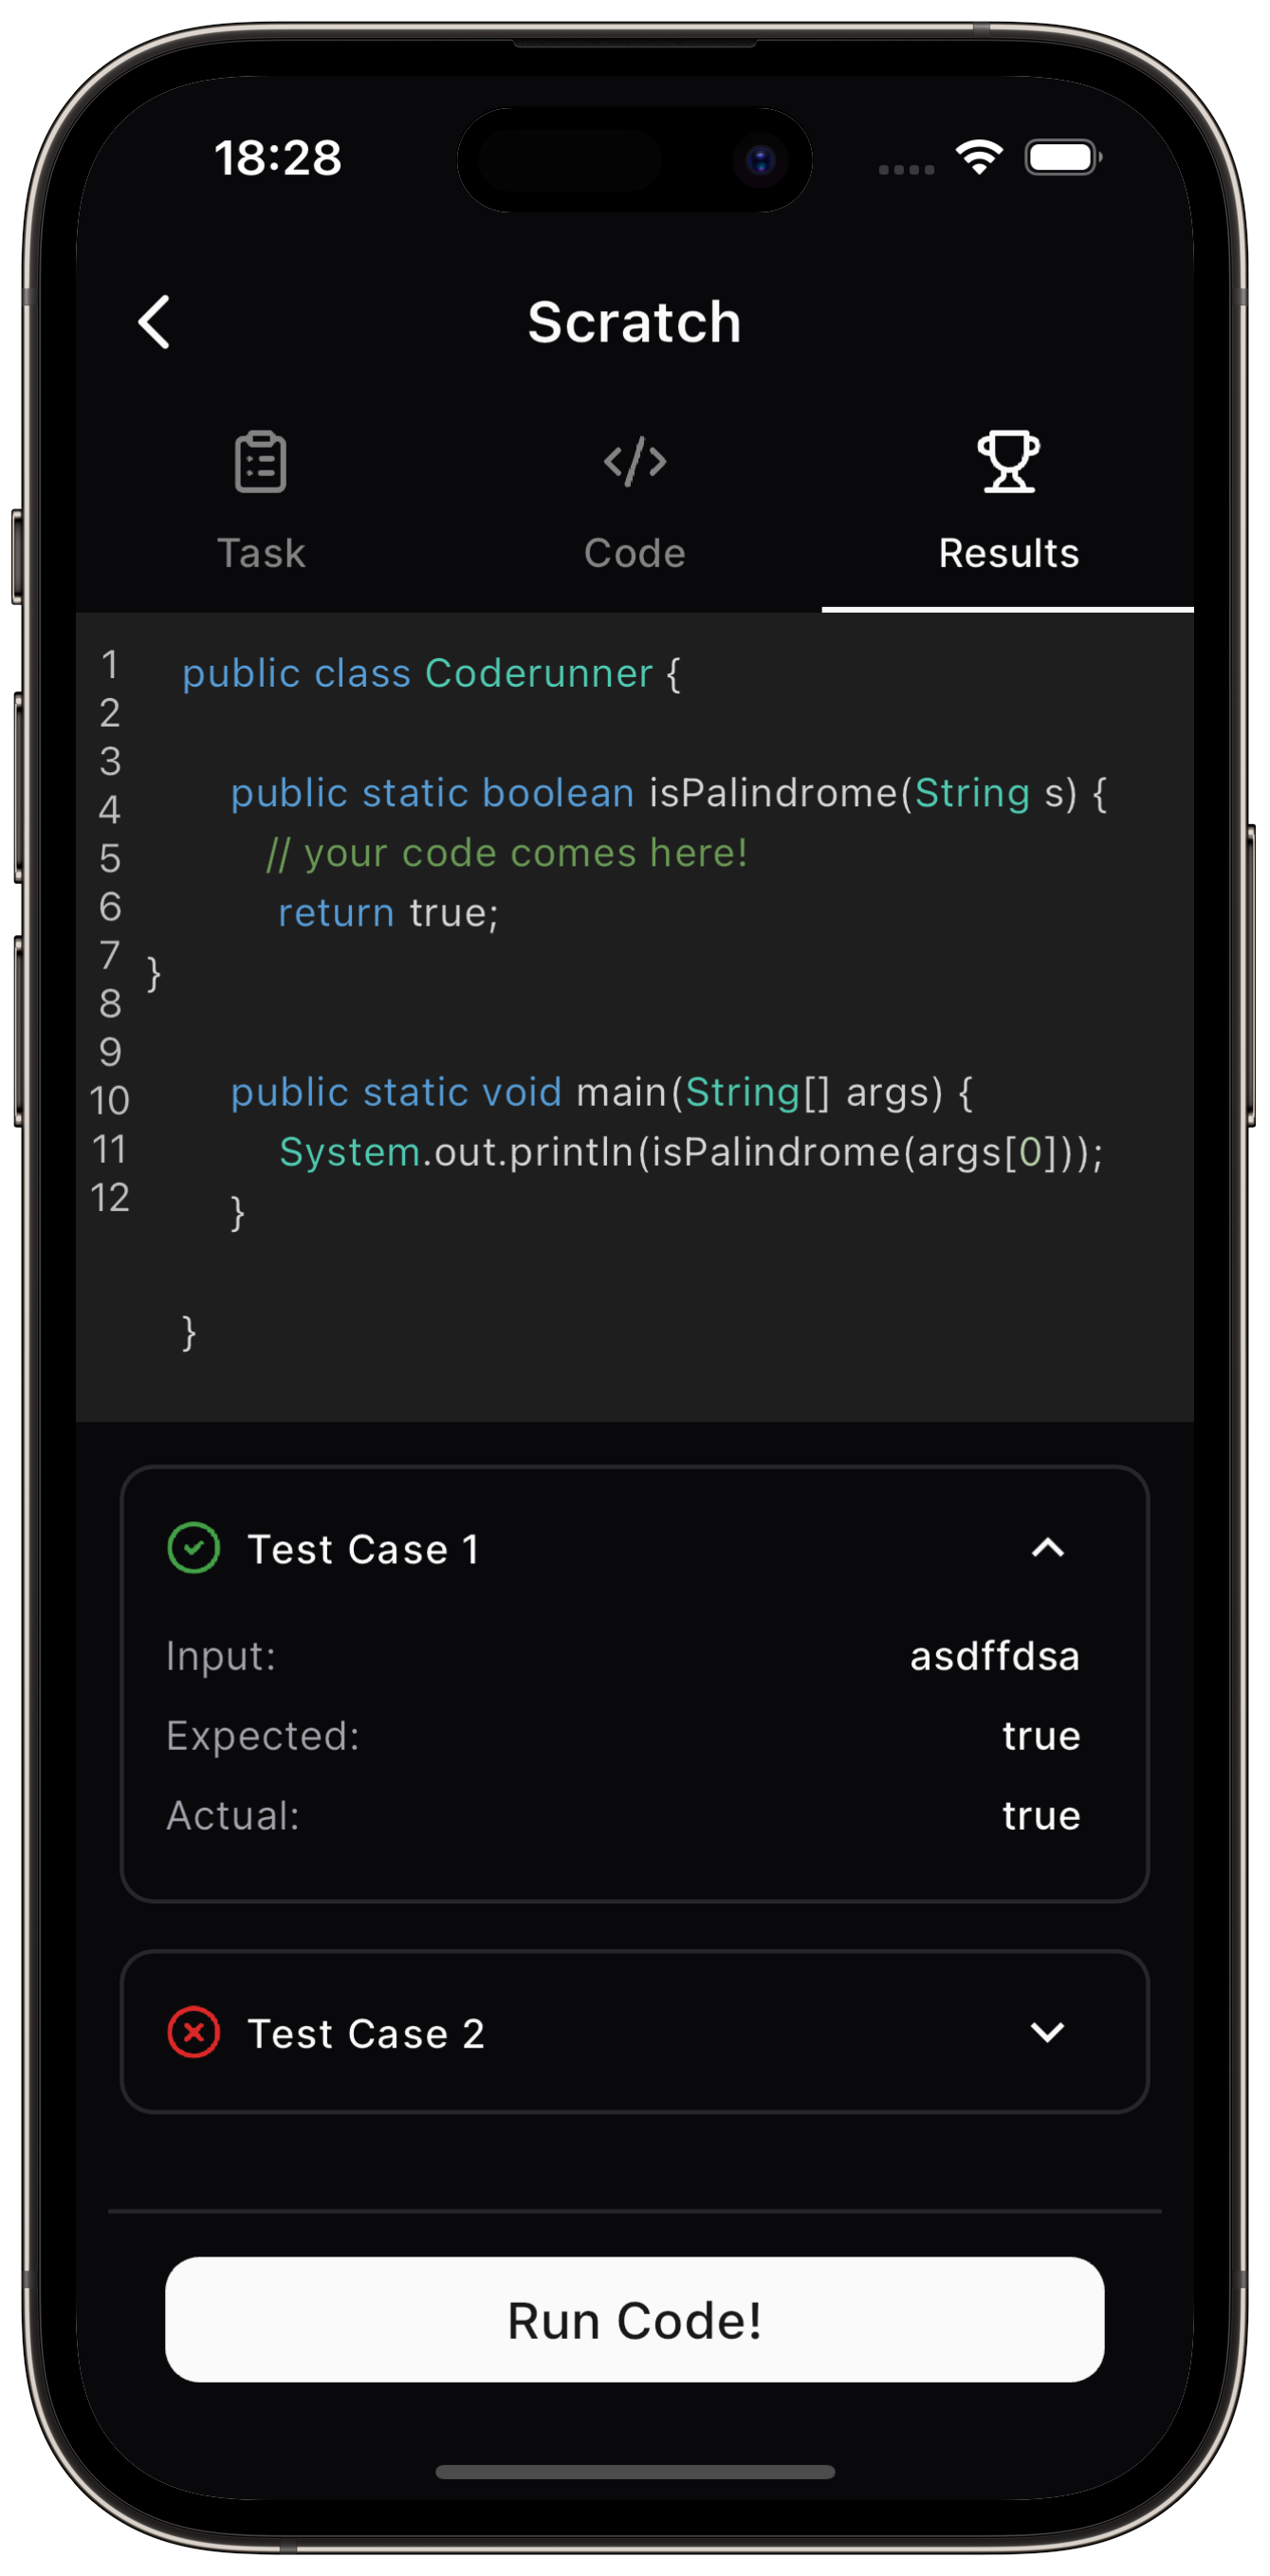 18:28
Scratch
Task Code Results
1 public class Coderunner {
2
3 public static boolean isPalindrome(String s) {
4 // your code comes here!
5 return true;
6 }
7
8 public static void main(String[] args) {
9 System.out.println(isPalindrome(args[0]));
10 }
11
12 }
Test Case 1
Input: asdffdsa
Expected: true
Actual: true
Test Case 2
Run Code!